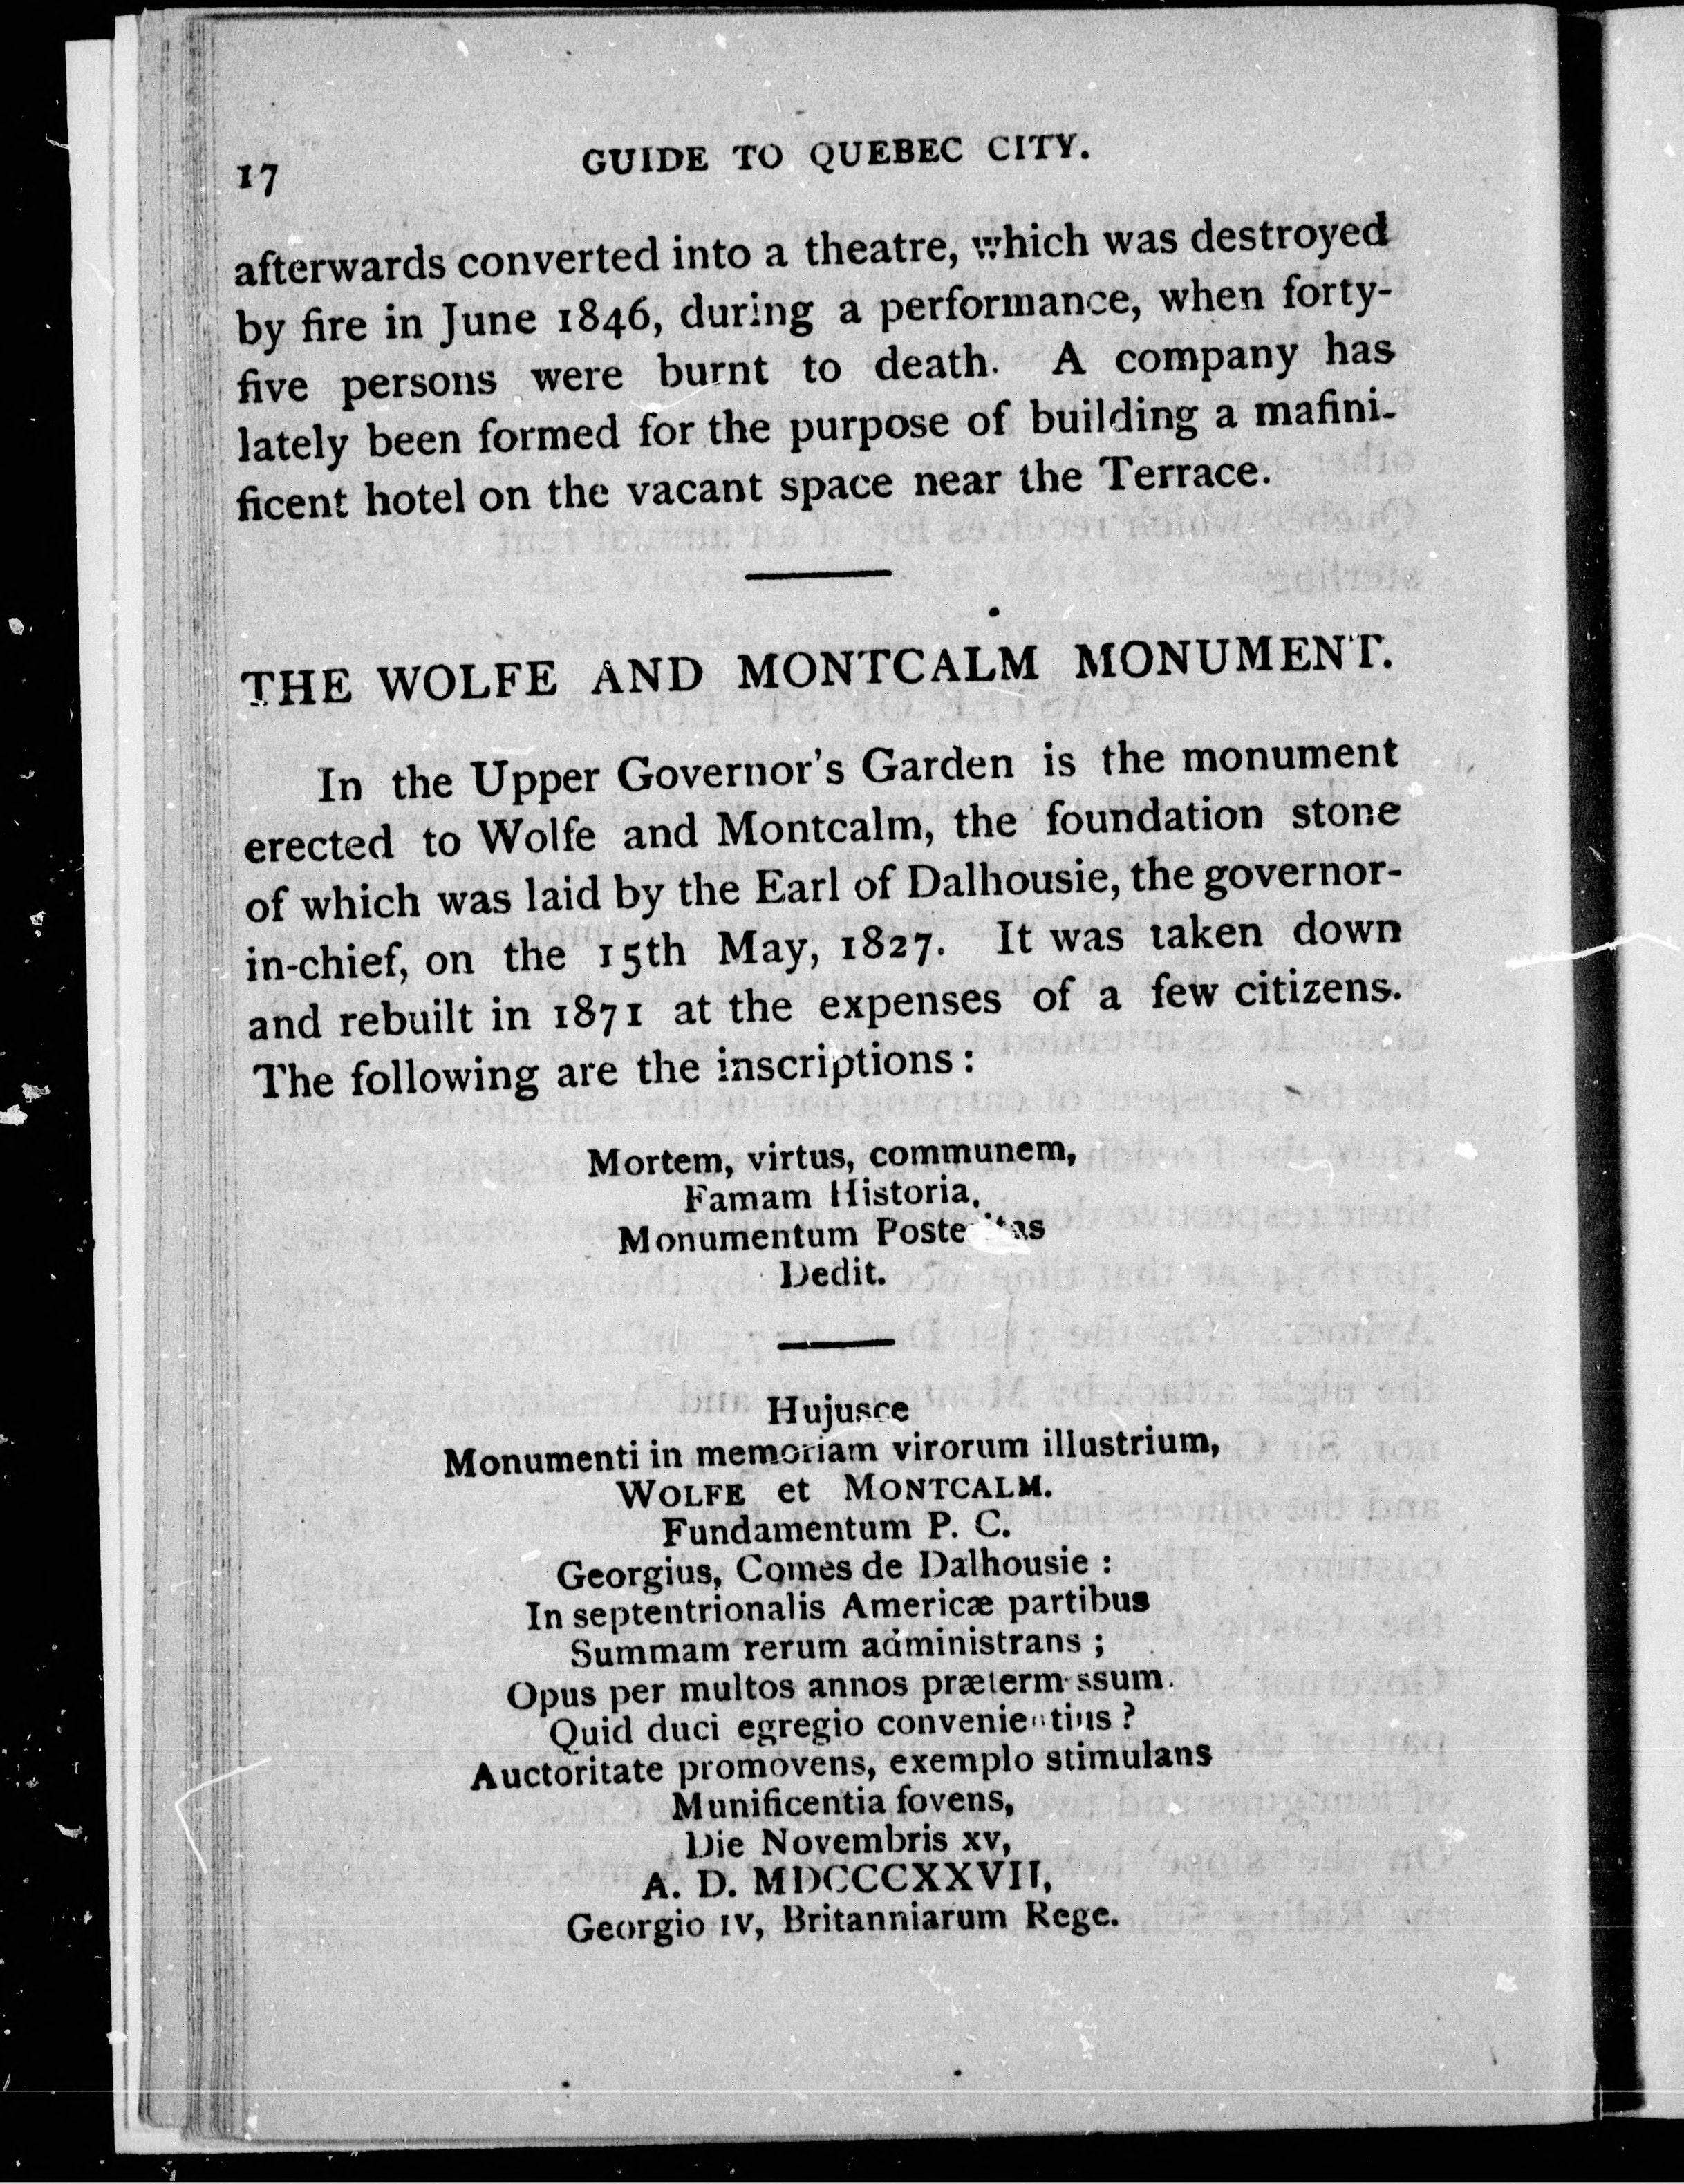 17
GUIDE TO QUEBEC CITY.
afterwards converted into a theatre, which was destroyed
by fire in June 1846, during a performance, when forty-
five persons were burnt to death. A company has
lately been formed for the purpose of building a mafini-
ficent hotel on the vacant space near the Terrace.
THE WOLFE AND MONTCALM MONUMENT.
In the Upper Governor's Garden is the monument
erected to Wolfe and Montcalm, the foundation stone
of which was laid by the Earl of Dalhousie, the governor-
in-chief, on the 15th May, 1827. It was taken down
and rebuilt in 1871 at the expenses of a few citizens.
The following are the inscriptions :
Mortem, virtus, communem,
Famam Historia,
Monumentum Posteritas
Dedit.
Hujusce
Monumenti in memoriam virorum illustrium,
WOLFE et MONTCALM.
Fundamentum P. C.
Georgius, Comes de Dalhousie :
In septentrionalis Americæ partibus
Summam rerum administrans ;
Opus per multos annos prætermissum.
Quid duci egregio convenientius ?
Auctoritate promovens, exemplo stimulans
Munificentia fovens,
Die Novembris xv,
A. D. MDCCCXXVII,
Georgio IV, Britanniarum Rege.